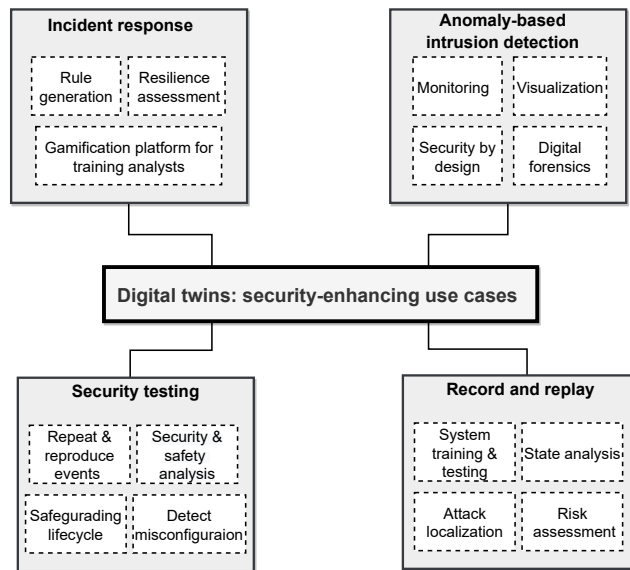 Incident response
Rule
generation
Resilience
assessment
Gamification platform for
training analysts
Anomaly-based
intrusion detection
Monitoring
Visualization
Security by
design
Digital
forensics
Digital twins: security-enhancing use cases
Security testing
Repeat &
reproduce
events
Security &
safety
analysis
Safegurading
lifecycle
Detect
misconfiguraion
Record and replay
System
training &
testing
State analysis
Attack
localization
Risk
assessment